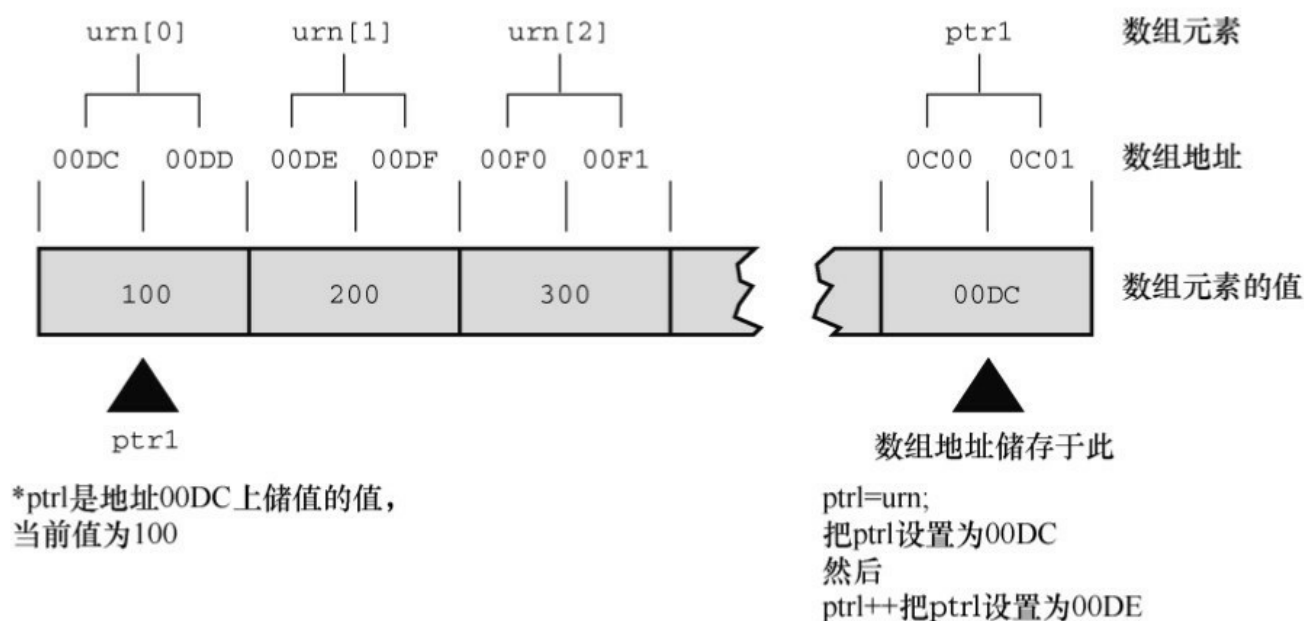 urn[0] urn[1] urn[2] ptr1 数组元素
00DC 00DD 00DE 00DF 00F0 00F1 0C00 0C01 数组地址
100 200 300 00DC 数组元素的值
ptr1
数组地址储存于此
*ptrl是地址00DC上储值的值，
当前值为100
ptrl=urn;
把ptrl设置为00DC
然后
ptrl++把ptrl设置为00DE